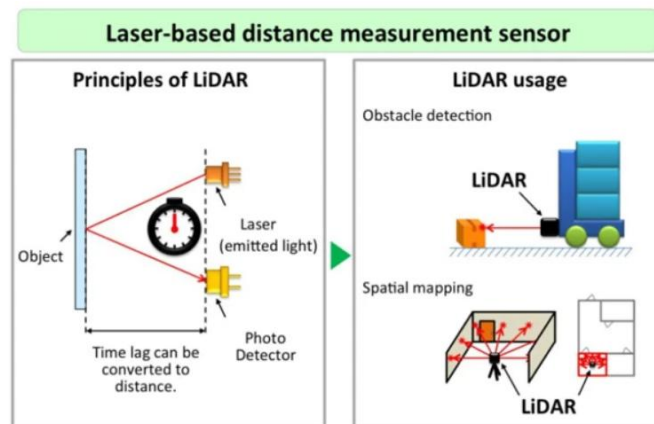 Laser-based distance measurement sensor
Principles of LiDAR
Object
Laser
(emitted light)
Photo
Detector
Time lag can be
converted to
distance.
LiDAR usage
Obstacle detection
LiDAR
Spatial mapping
LiDAR